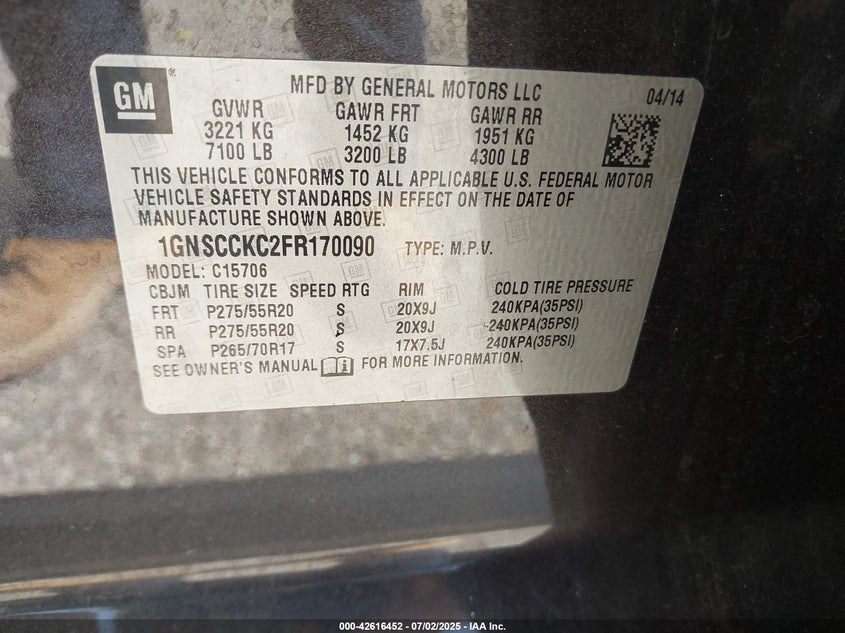 GM
®
MFD BY GENERAL MOTORS LLC
04/14
GVWR GAWR FRT GAWR RR
3221 KG 1452 KG 1951 KG
7100 LB 3200 LB 4300 LB
THIS VEHICLE CONFORMS TO ALL APPLICABLE U.S. FEDERAL MOTOR
VEHICLE SAFETY STANDARDS IN EFFECT ON THE DATE OF
MANUFACTURE SHOWN ABOVE.
1GNSCCKC2FR170090 TYPE: M.P.V.
MODEL: C15706
CBJM TIRE SIZE SPEED RTG RIM COLD TIRE PRESSURE
FRT P275/55R20 S 20X9J 240KPA(35PSI)
RR P275/55R20 S 20X9J 240KPA(35PSI)
SPA P265/70R17 S 17X7.5J 240KPA(35PSI)
SEE OWNER'S MANUAL FOR MORE INFORMATION.
000-42616452 - 07/02/2025 - IAA